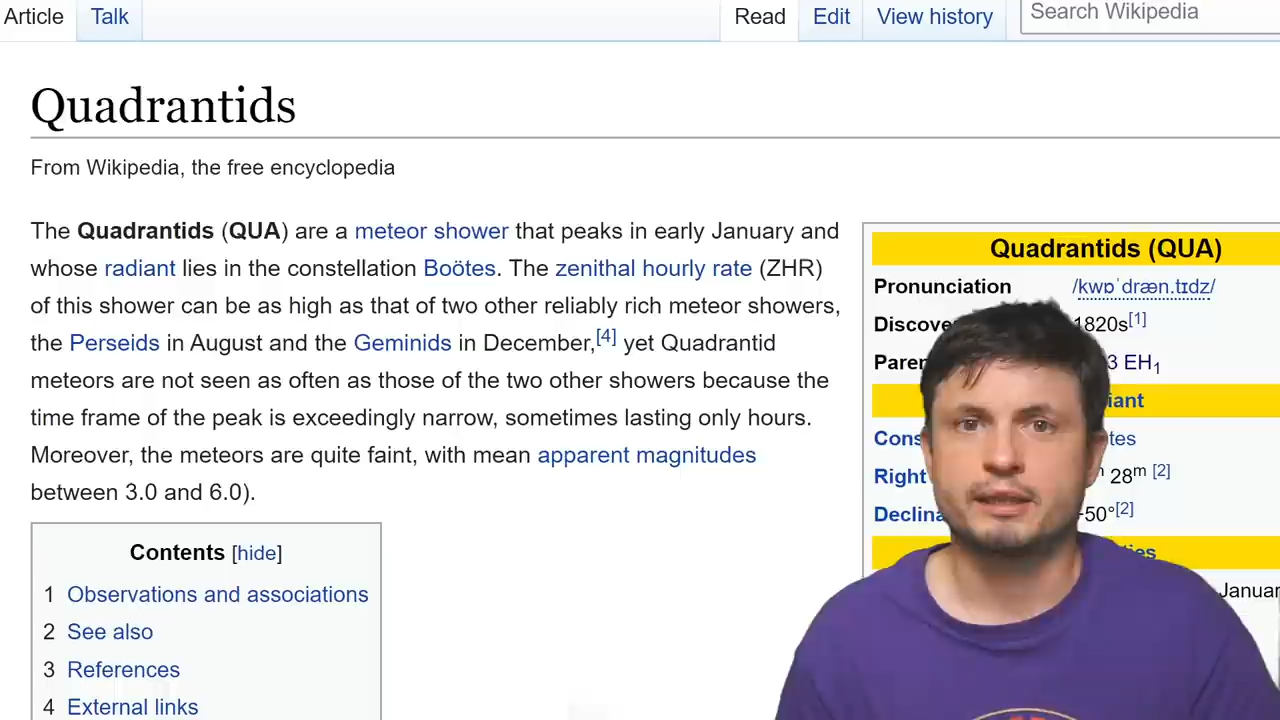 Article Talk Read Edit View history Search Wikipedia
Quadrantids
From Wikipedia, the free encyclopedia
The Quadrantids (QUA) are a meteor shower that peaks in early January and
whose radiant lies in the constellation Boötes. The zenithal hourly rate (ZHR)
of this shower can be as high as that of two other reliably rich meteor showers,
the Perseids in August and the Geminids in December,[4] yet Quadrantid
meteors are not seen as often as those of the two other showers because the
time frame of the peak is exceedingly narrow, sometimes lasting only hours.
Moreover, the meteors are quite faint, with mean apparent magnitudes
between 3.0 and 6.0).
Contents [hide]
1 Observations and associations
2 See also
3 References
4 External links
Quadrantids (QUA)
Pronunciation /kwɒˈdræn.tɪdz/
1820s[1]
3 EH1
Right 28m [2]
50°[2]